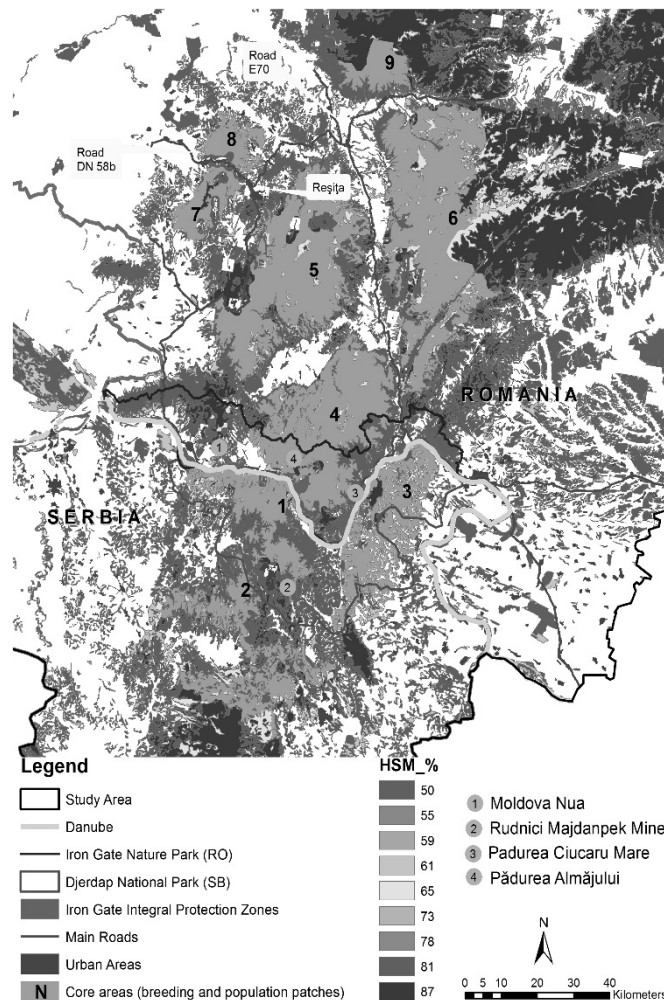 Road
E70
9
Road
DN 58b
8
Reşiţa
7
6
5
ROMANIA
4
1
4
3
3
SERBIA
1
2
2
Legend
Study Area
Danube
Iron Gate Nature Park (RO)
Djerdap National Park (SB)
Iron Gate Integral Protection Zones
Main Roads
Urban Areas
N Core areas (breeding and population patches)
HSM_%
50
55
59
61
65
73
78
81
87
1 Moldova Nua
2 Rudnici Majdanpek Mine
3 Padurea Ciucaru Mare
4 Pădurea Almăjului
N
0 5 10 20 30 40
Kilometers